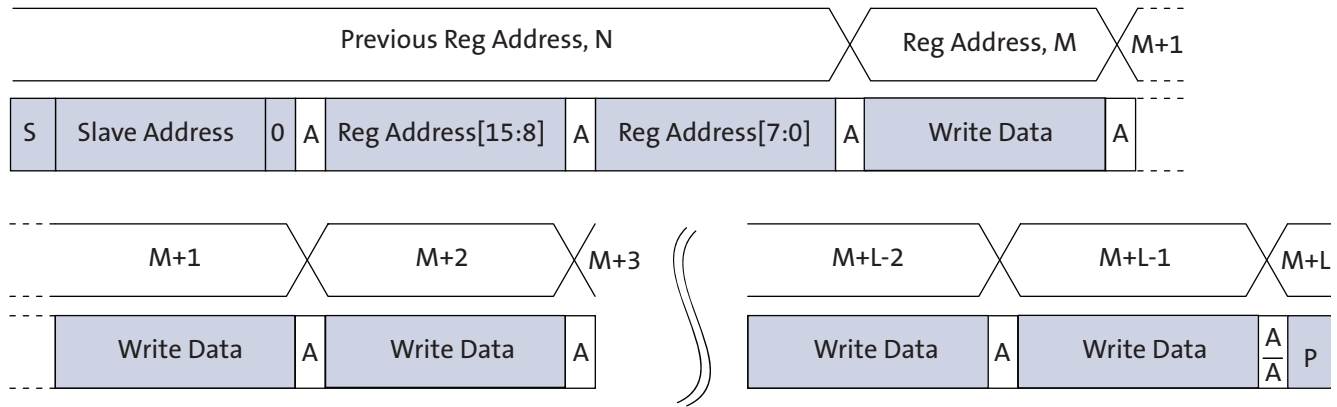 Previous Reg Address, N Reg Address, M M+1
S Slave Address 0 A Reg Address[15:8] A Reg Address[7:0] A Write Data A
M+1 M+2 M+3 M+L-2 M+L-1 M+L
Write Data A Write Data A Write Data A Write Data A/A̅ P